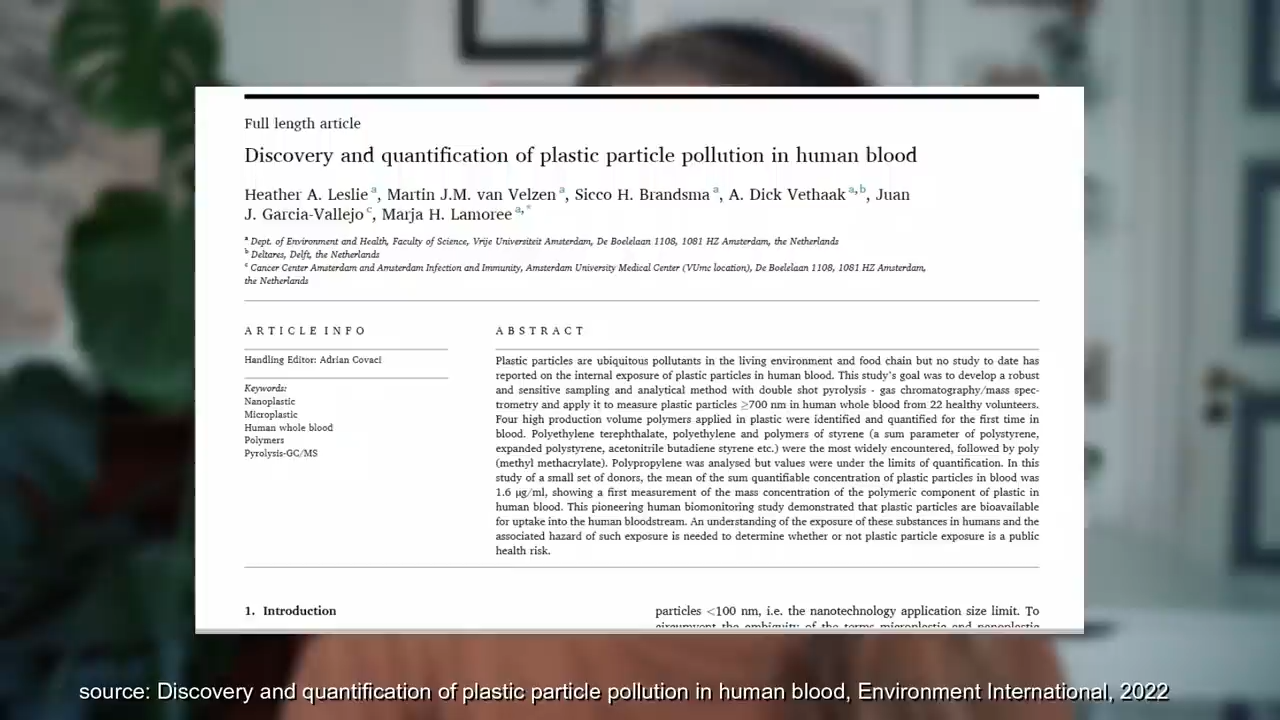 Full length article
Discovery and quantification of plastic particle pollution in human blood
Heather A. Leslie a, Martin J.M. van Velzen a, Sicco H. Brandsma a, A. Dick Vethaak a,b, Juan
J. Garcia-Vallejo c, Marja H. Lamoree a,*
a Dept. of Environment and Health, Faculty of Science, Vrije Universiteit Amsterdam, De Boelelaan 1108, 1081 HZ Amsterdam, the Netherlands
b Deltares, Delft, the Netherlands
c Cancer Center Amsterdam and Amsterdam Infection and Immunity, Amsterdam University Medical Center (VUmc location), De Boelelaan 1108, 1081 HZ Amsterdam,
the Netherlands
ARTICLE INFO
Handling Editor: Adrian Covaci
Keywords:
Nanoplastic
Microplastic
Human whole blood
Polymers
Pyrolysis-GC/MS
ABSTRACT
Plastic particles are ubiquitous pollutants in the living environment and food chain but no study to date has
reported on the internal exposure of plastic particles in human blood. This study's goal was to develop a robust
and sensitive sampling and analytical method with double shot pyrolysis - gas chromatography/mass spec-
trometry and apply it to measure plastic particles ≥700 nm in human whole blood from 22 healthy volunteers.
Four high production volume polymers applied in plastic were identified and quantified for the first time in
blood. Polyethylene terephthalate, polyethylene and polymers of styrene (a sum parameter of polystyrene,
expanded polystyrene, acetonitrile butadiene styrene etc.) were the most widely encountered, followed by poly
(methyl methacrylate). Polypropylene was analysed but values were under the limits of quantification. In this
study of a small set of donors, the mean of the sum quantifiable concentration of plastic particles in blood was
1.6 µg/ml, showing a first measurement of the mass concentration of the polymeric component of plastic in
human blood. This pioneering human biomonitoring study demonstrated that plastic particles are bioavailable
for uptake into the human bloodstream. An understanding of the exposure of these substances in humans and the
associated hazard of such exposure is needed to determine whether or not plastic particle exposure is a public
health risk.
1. Introduction
particles <100 nm, i.e. the nanotechnology application size limit. To
circumvent the ambiguity of the terms microplastic and nanoplastic
source: Discovery and quantification of plastic particle pollution in human blood, Environment International, 2022